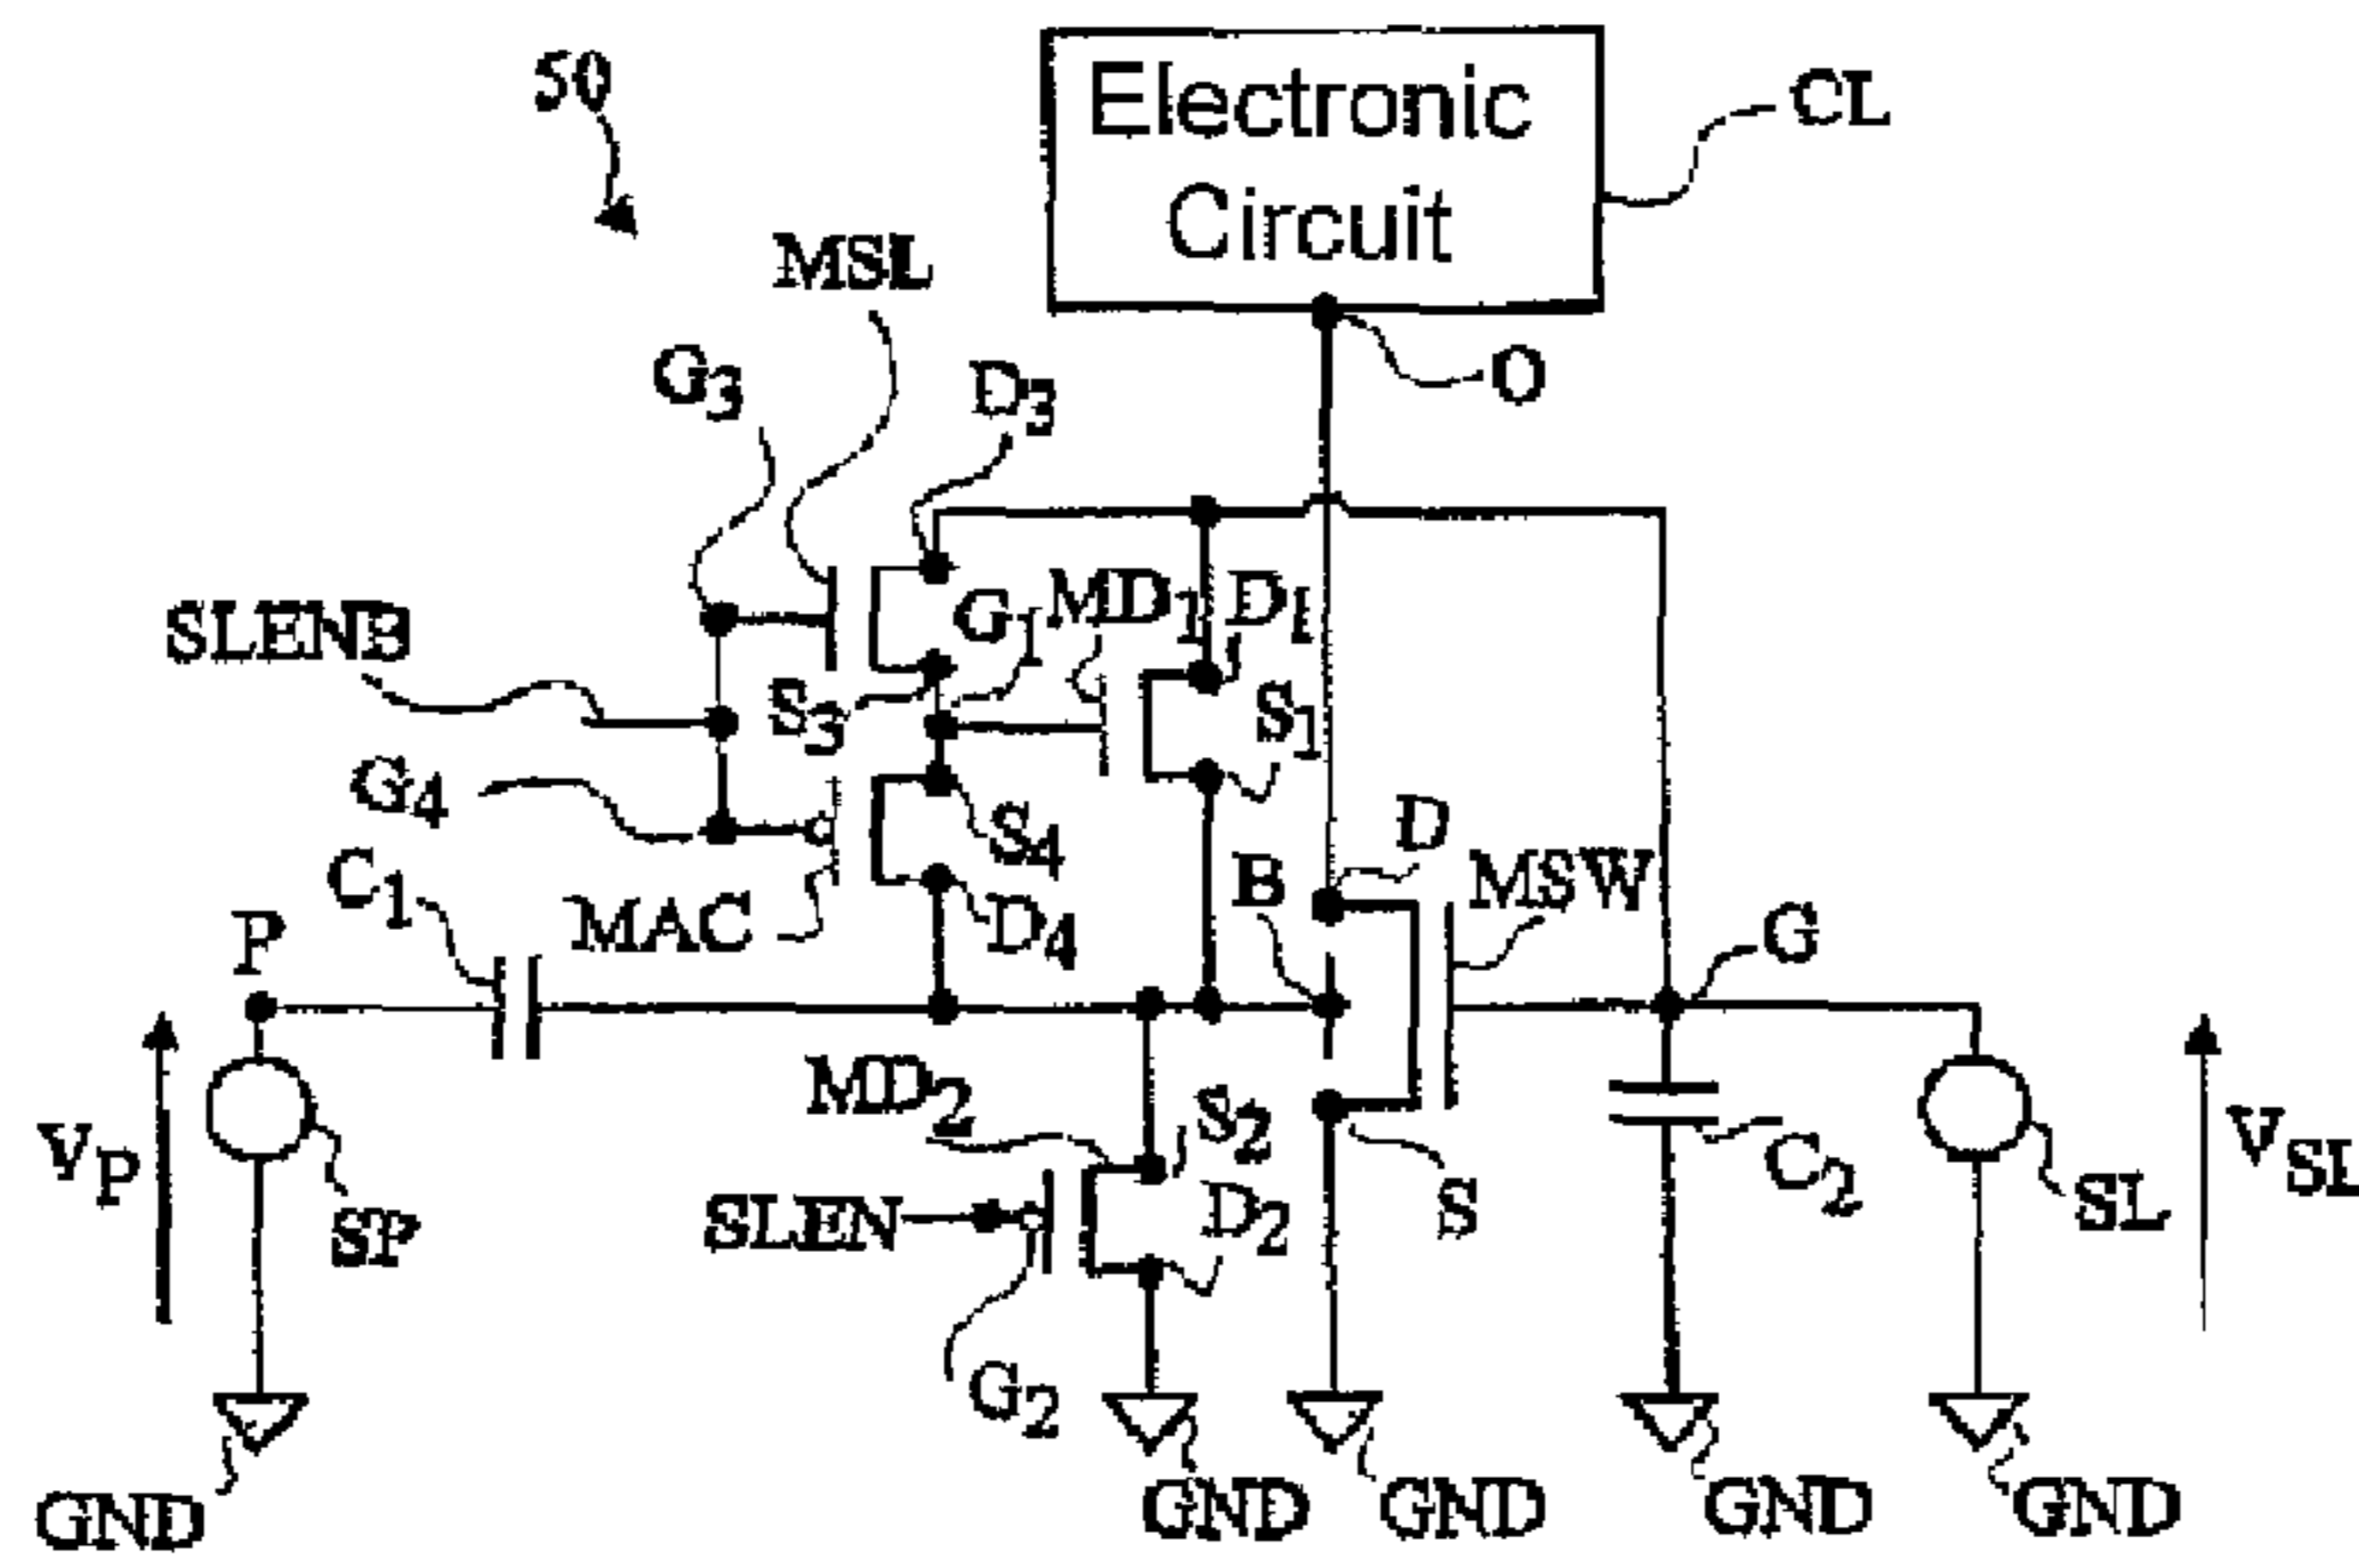 50
Electronic
Circuit
CL
MSL
G3
D3
O
SLENB
G1
MD1
D1
S3
S1
G4
S4
D
C1
B
MSW
P
MAC
D4
G
MD2
S2
VP
SP
SLEN
D2
S
C2
SL
VSL
G2
GND
GND
GND
GND
GND